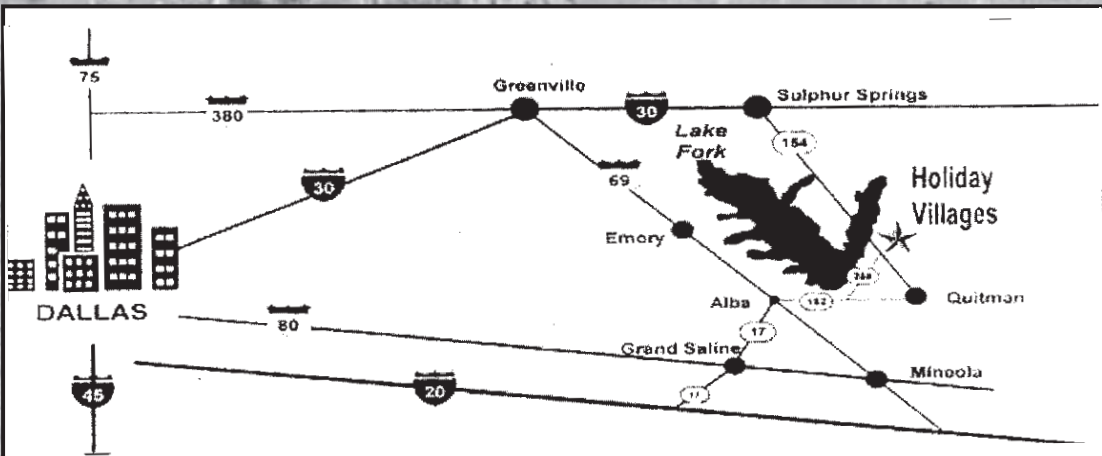 75
380
Greenville
30
Sulphur Springs
Lake
Fork
154
Holiday
Villages
30
69
Emory
Alba
182
Quitman
DALLAS
80
17
Grand Saline
Mineola
45
20
17